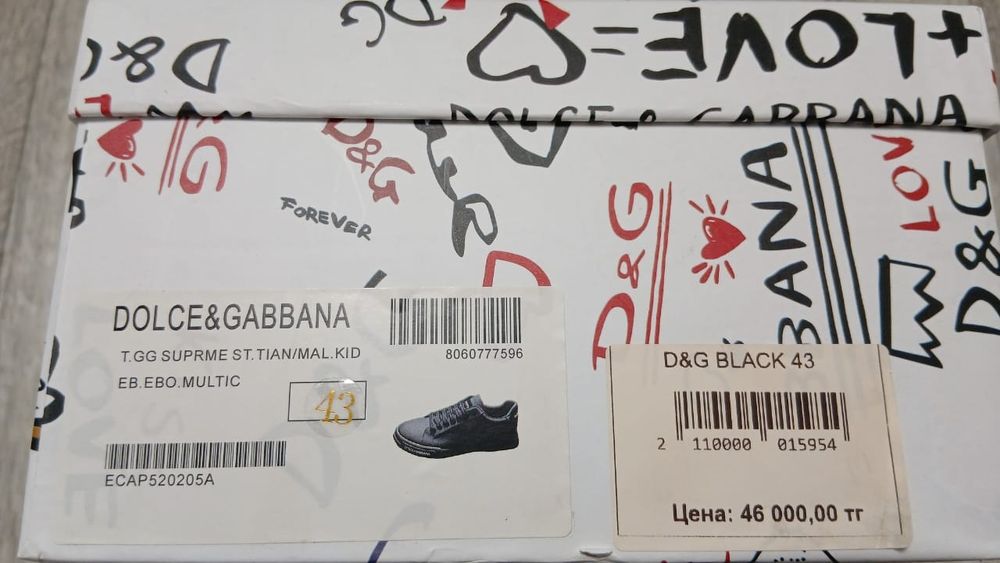 D&G
DG
= LOVE +
DOLCE & GABBANA
D&G
FOREVER
D&G
BANA
LOV
D&G
DOLCE&GABBANA
T.GG SUPRME ST.TIAN/MAL.KID
8060777596
EB.EBO.MULTIC
43
ECAP520205A
D&G BLACK 43
2 110000 015954
Цена: 46 000,00 тг